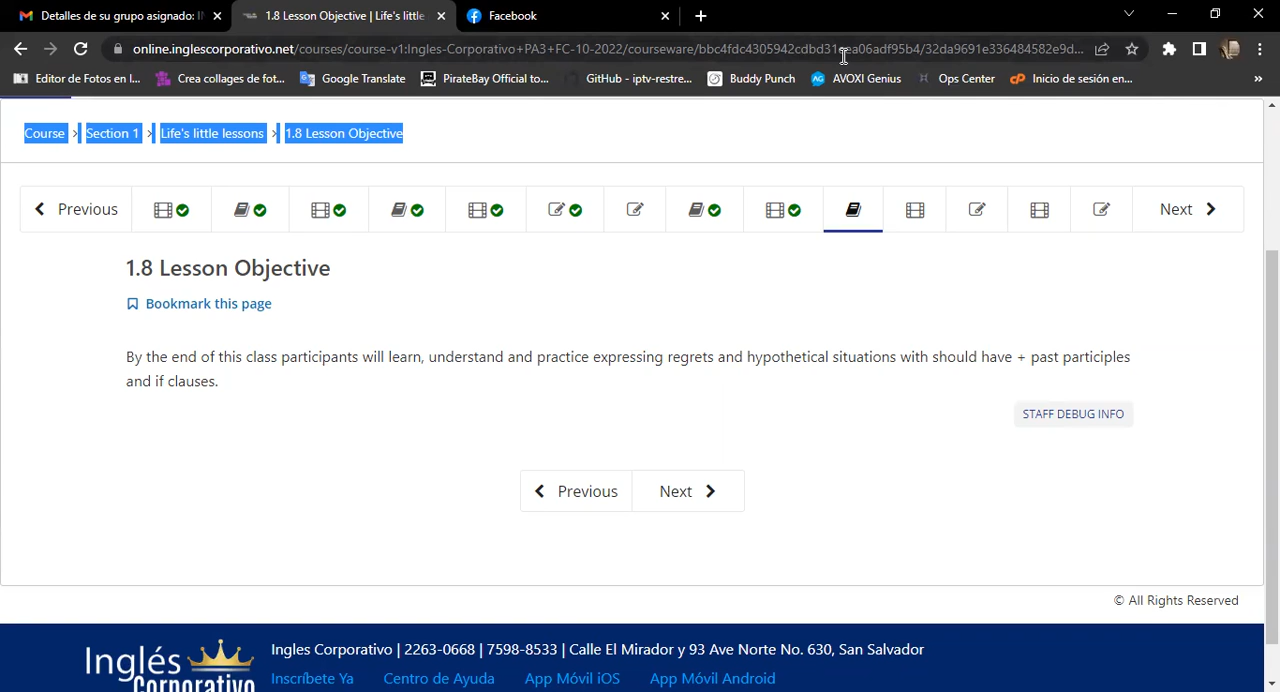 Detalles de su grupo asignado: I
1.8 Lesson Objective | Life's little
Facebook
online.inglescorporativo.net/courses/course-v1:Ingles-Corporativo+PA3+FC-10-2022/courseware/bbc4fdc4305942cdbd31cea06adf95b4/32da9691e336484582e9d...
Editor de Fotos en l...
Crea collages de fot...
Google Translate
PirateBay Official to...
GitHub - iptv-restre...
Buddy Punch
AVOXI Genius
Ops Center
Inicio de sesión en...
»
Course > Section 1 > Life's little lessons > 1.8 Lesson Objective
Previous
Next
1.8 Lesson Objective
Bookmark this page
By the end of this class participants will learn, understand and practice expressing regrets and hypothetical situations with should have + past participles
and if clauses.
STAFF DEBUG INFO
Previous
Next
© All Rights Reserved
Inglés
Corporativo
Ingles Corporativo | 2263-0668 | 7598-8533 | Calle El Mirador y 93 Ave Norte No. 630, San Salvador
Inscríbete Ya
Centro de Ayuda
App Móvil iOS
App Móvil Android